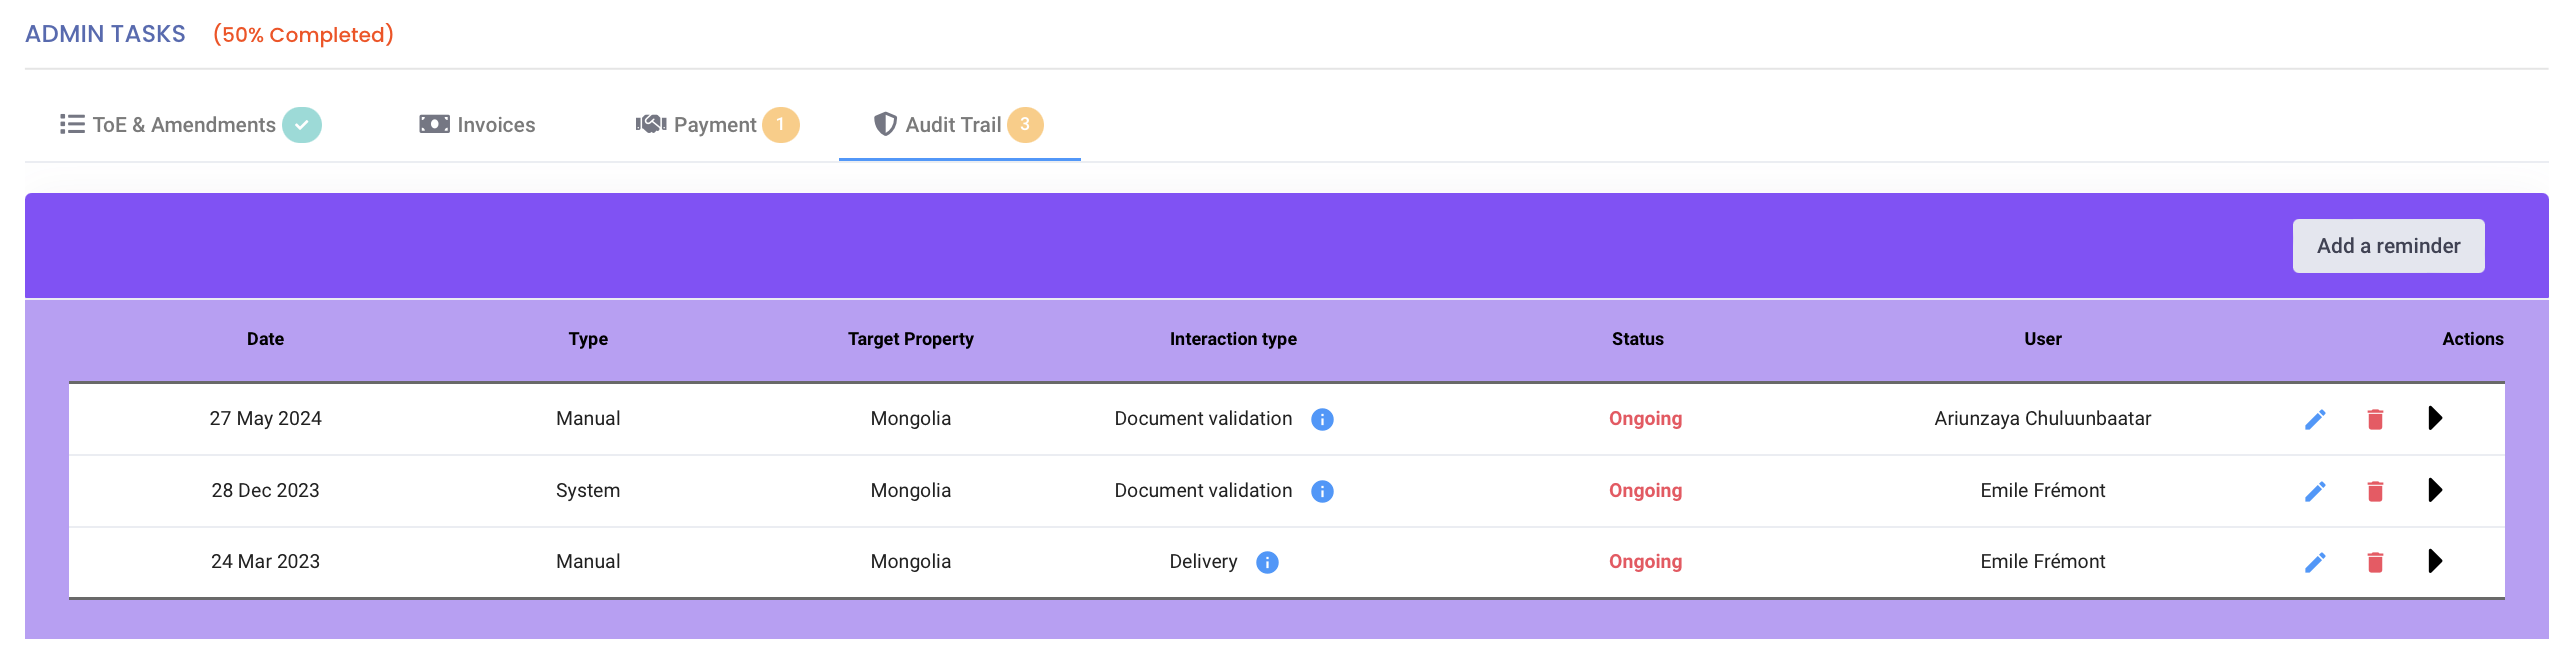 ADMIN TASKS (50% Completed)
ToE & Amendments Invoices Payment 1 Audit Trail 3
Add a reminder
Date Type Target Property Interaction type Status User Actions
27 May 2024 Manual Mongolia Document validation Ongoing Ariunzaya Chuluunbaatar
28 Dec 2023 System Mongolia Document validation Ongoing Emile Frémont
24 Mar 2023 Manual Mongolia Delivery Ongoing Emile Frémont